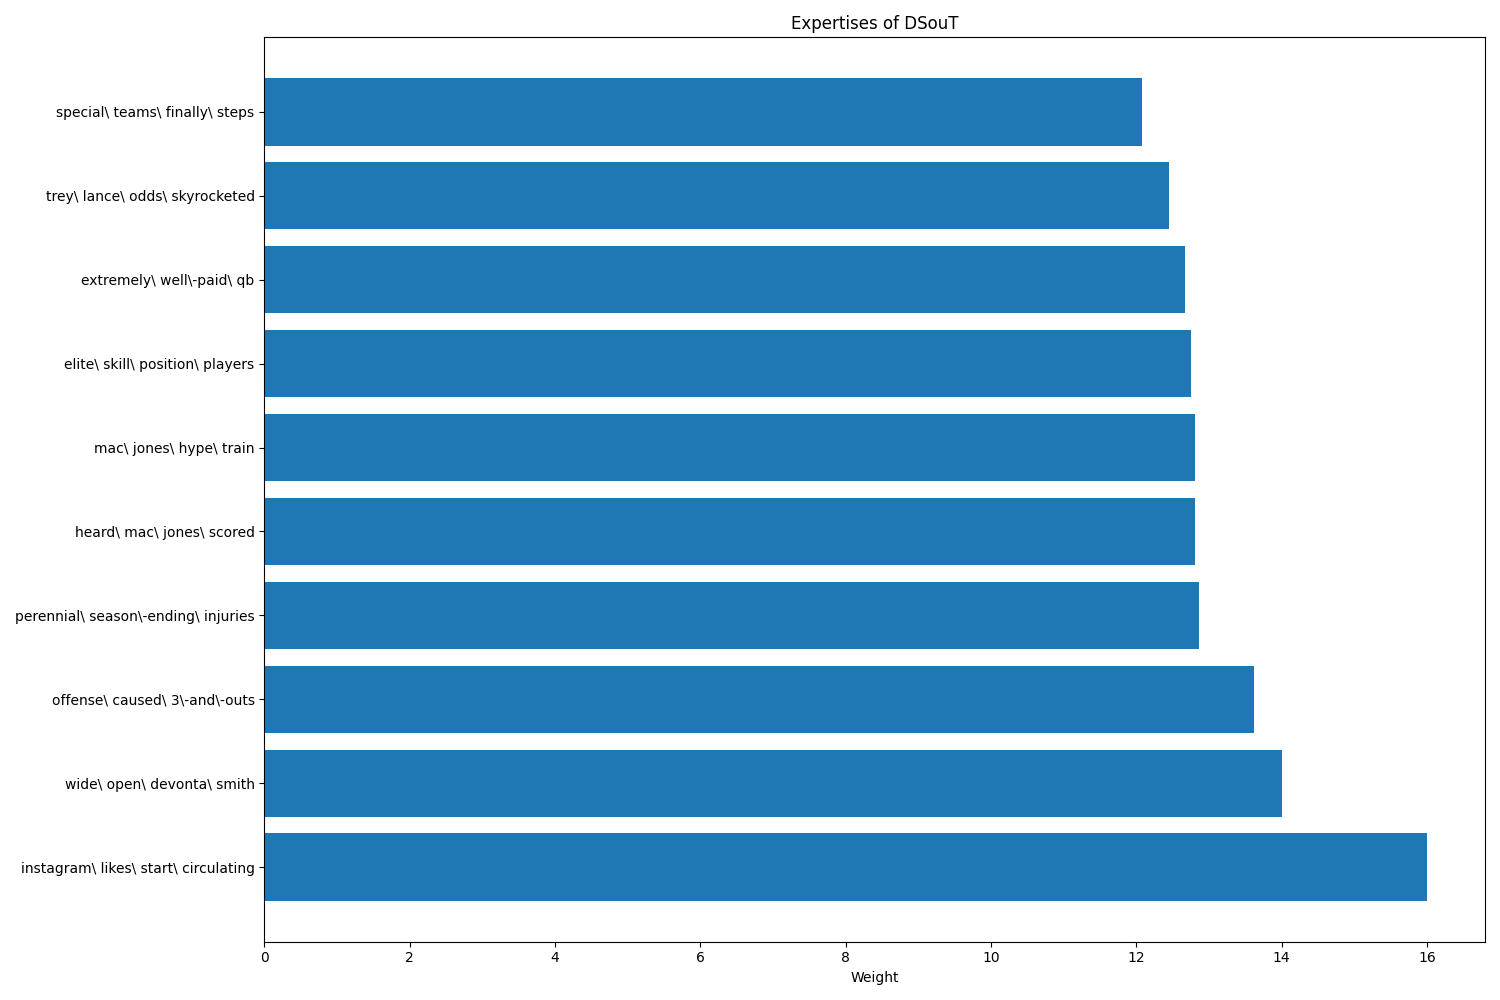 Expertises of DSouT
special\ teams\ finally\ steps
trey\ lance\ odds\ skyrocketed
extremely\ well\-paid\ qb
elite\ skill\ position\ players
mac\ jones\ hype\ train
heard\ mac\ jones\ scored
perennial\ season\-ending\ injuries
offense\ caused\ 3\-and\-outs
wide\ open\ devonta\ smith
instagram\ likes\ start\ circulating
0 2 4 6 8 10 12 14 16
Weight